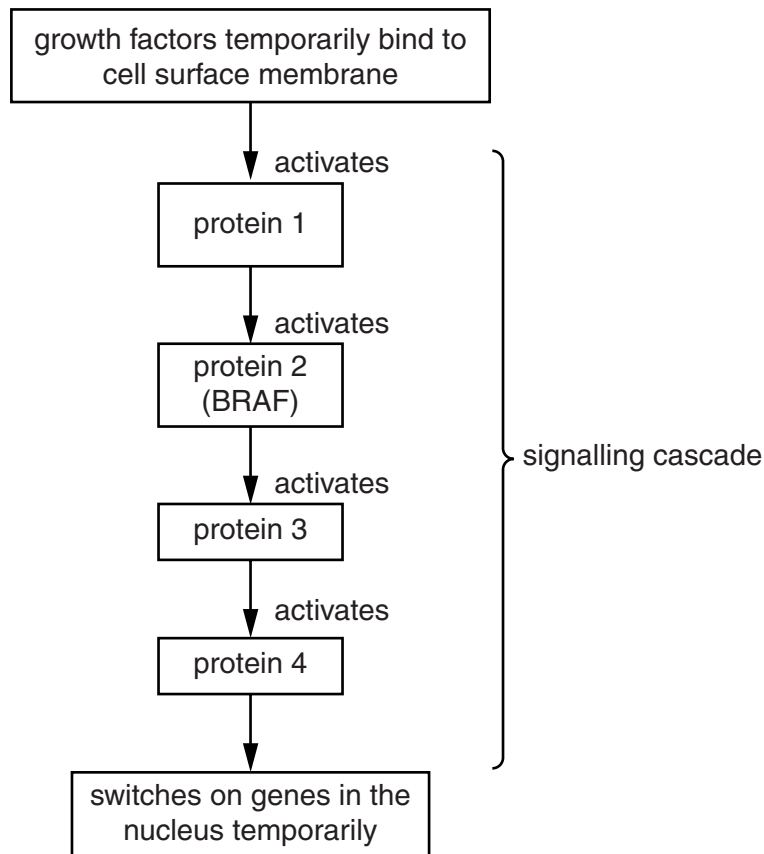 growth factors temporarily bind to
cell surface membrane
activates
protein 1
activates
protein 2
(BRAF)
activates
protein 3
activates
protein 4
signalling cascade
switches on genes in the
nucleus temporarily